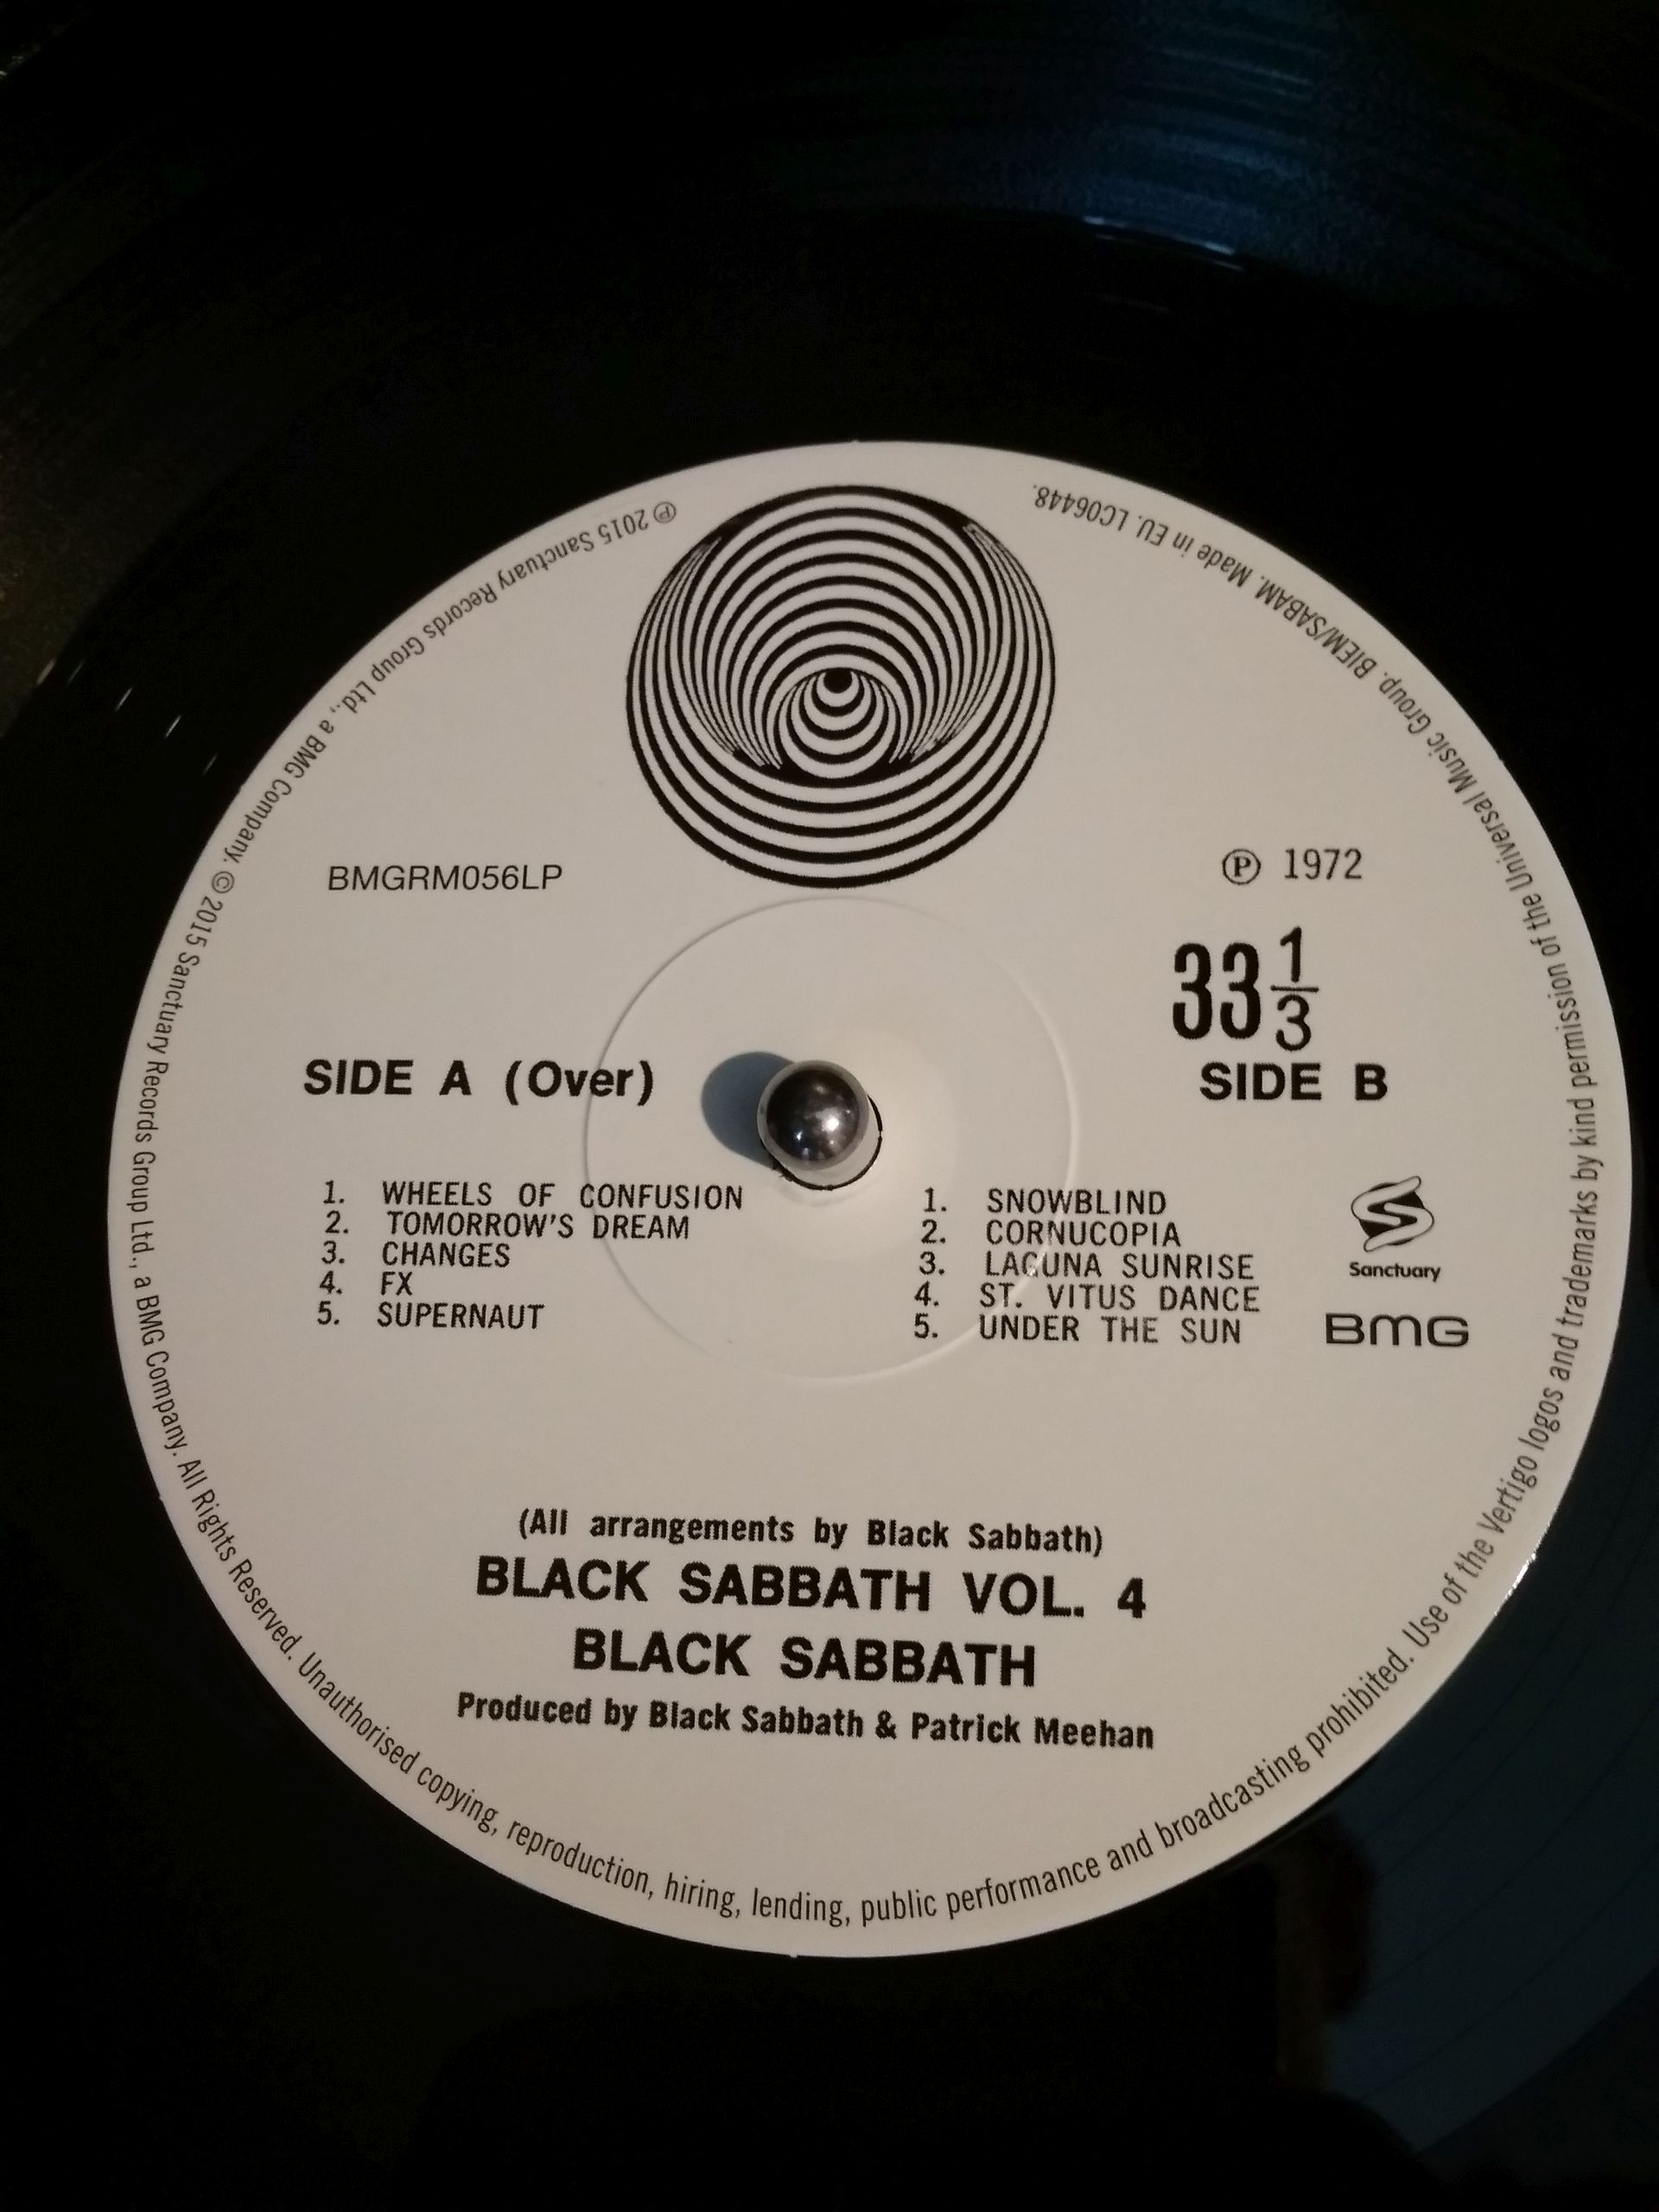 BMGRM056LP
℗ 1972
33 1/3
SIDE A (Over)
SIDE B
1. WHEELS OF CONFUSION
2. TOMORROW'S DREAM
3. CHANGES
4. FX
5. SUPERNAUT
1. SNOWBLIND
2. CORNUCOPIA
3. LAGUNA SUNRISE
4. ST. VITUS DANCE
5. UNDER THE SUN
Sanctuary
BMG
(All arrangements by Black Sabbath)
BLACK SABBATH VOL. 4
BLACK SABBATH
Produced by Black Sabbath & Patrick Meehan
℗ 2015 Sanctuary Records Group Ltd., a BMG Company. © 2015 Sanctuary Records Group Ltd., a BMG Company. All Rights Reserved. Unauthorised copying, reproduction, hiring, lending, public performance and broadcasting prohibited. Use of the Vertigo logos and trademarks by kind permission of the Universal Music Group. BIEM/SABAM. Made in EU. LC06448.